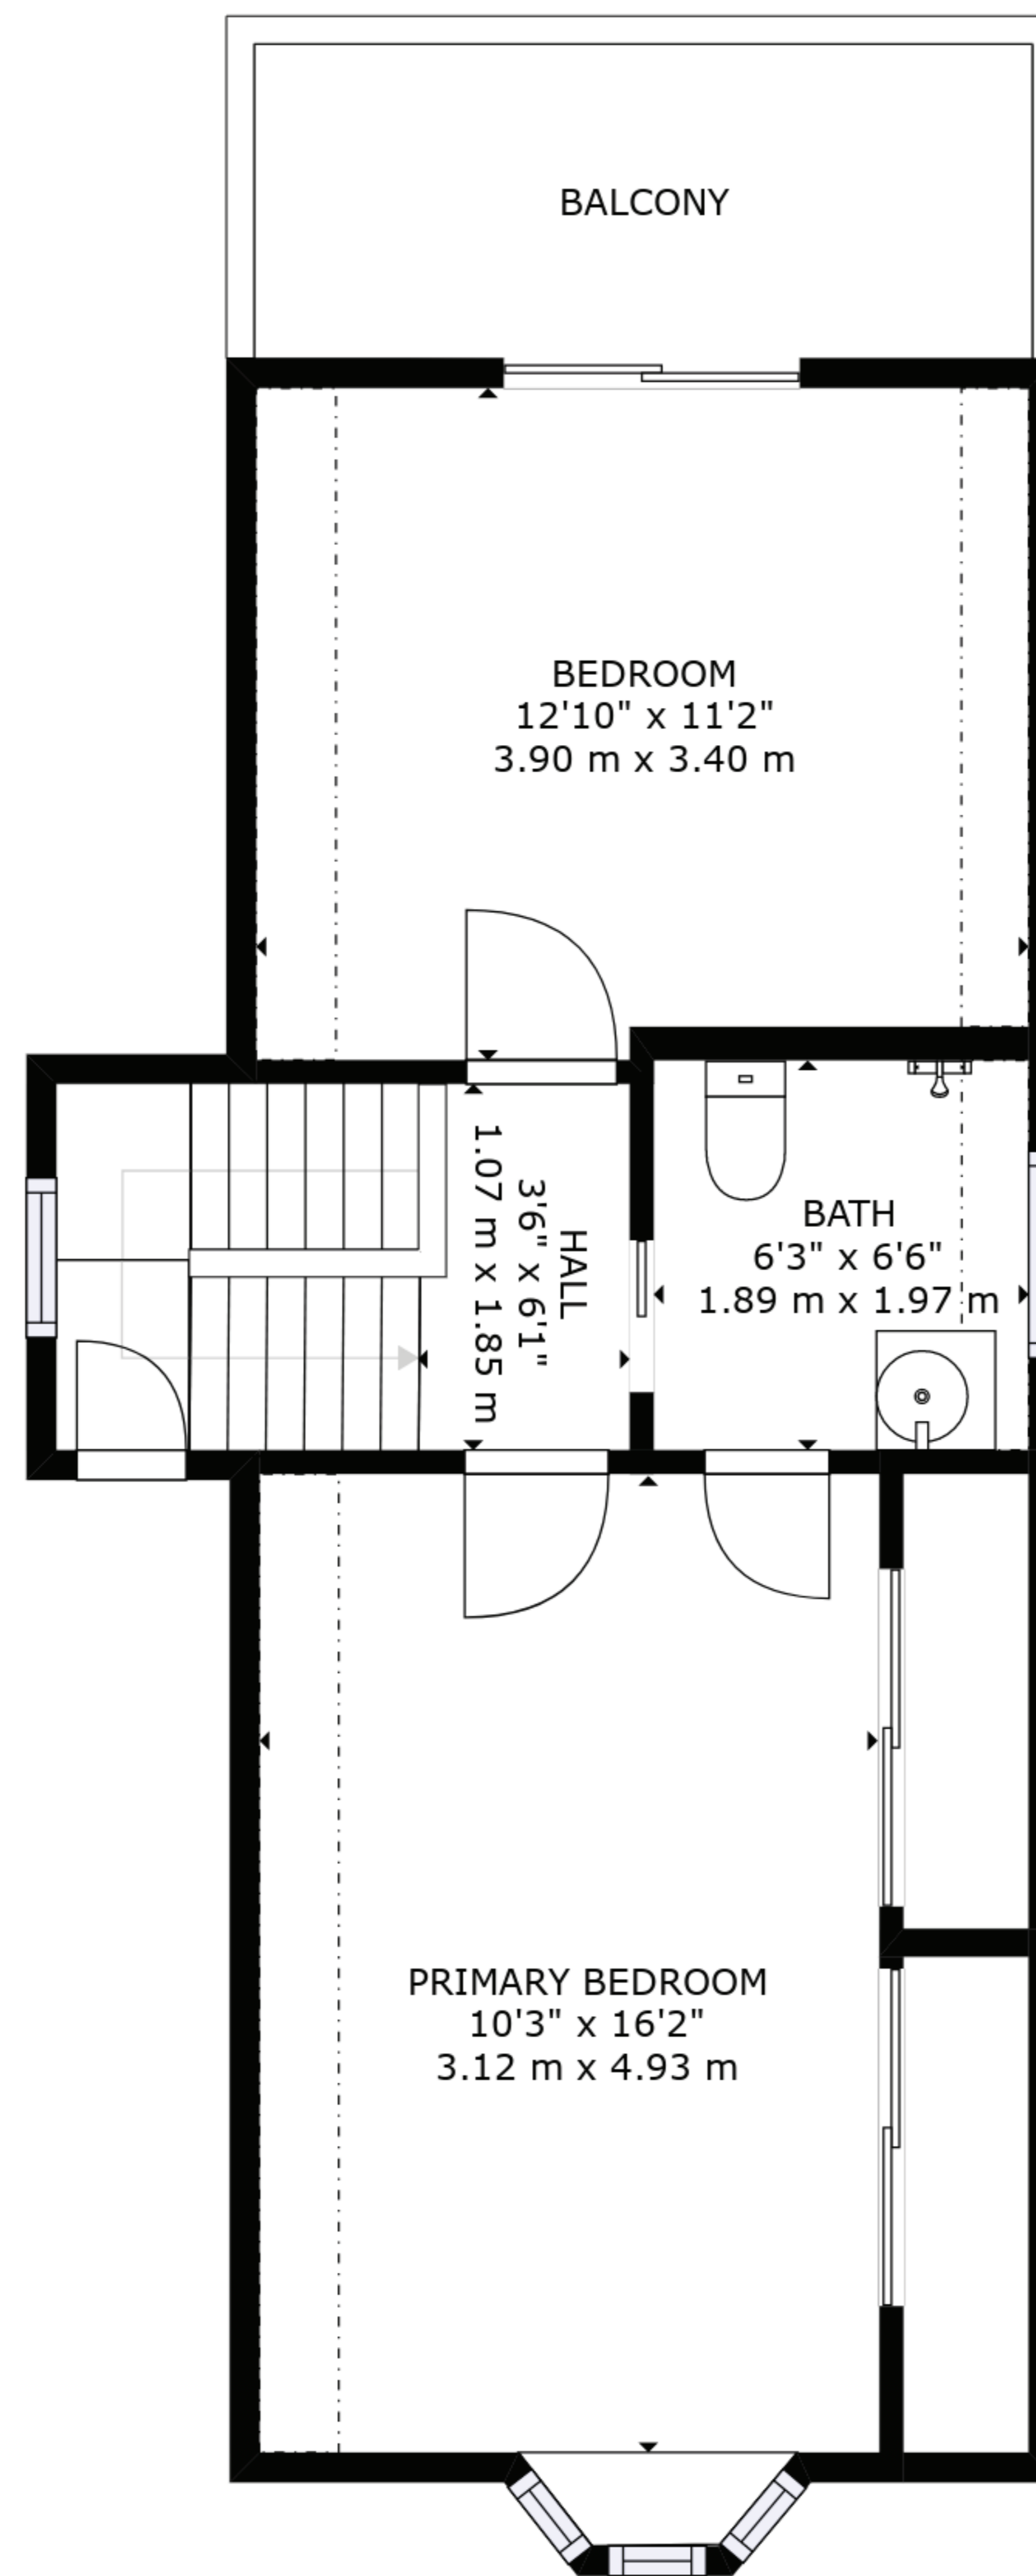 BALCONY
BEDROOM
12'10" x 11'2"
3.90 m x 3.40 m
HALL
3'6" x 6'1"
1.07 m x 1.85 m
BATH
6'3" x 6'6"
1.89 m x 1.97 m
PRIMARY BEDROOM
10'3" x 16'2"
3.12 m x 4.93 m